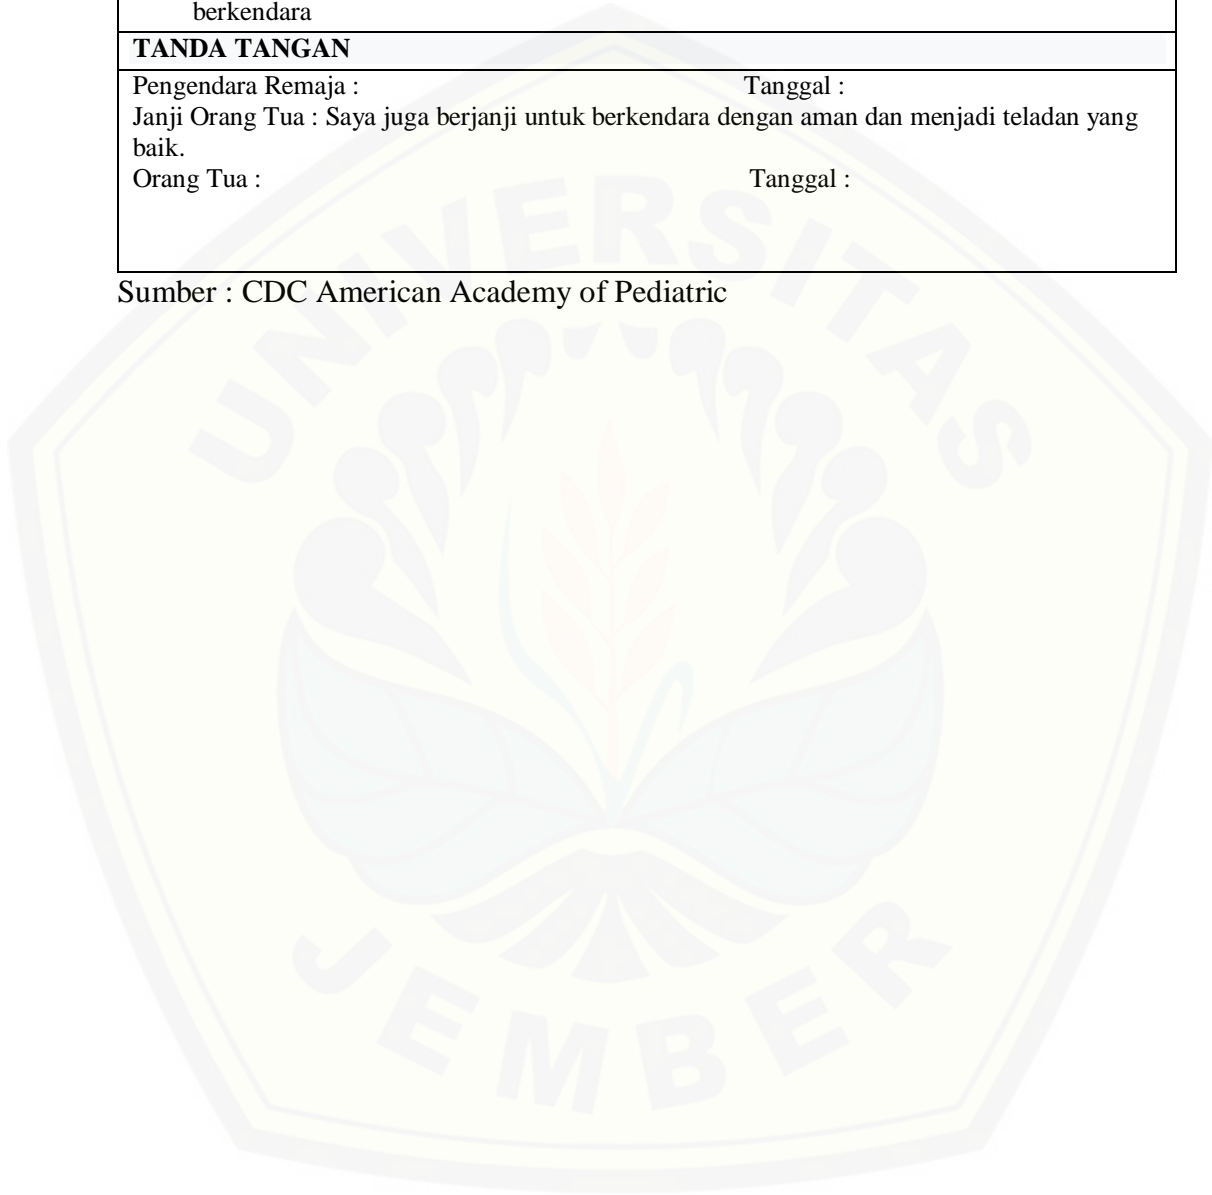 berkendara
TANDA TANGAN
Pengendara Remaja : Tanggal :
Janji Orang Tua : Saya juga berjanji untuk berkendara dengan aman dan menjadi teladan yang
baik.
Orang Tua : Tanggal :
Sumber : CDC American Academy of Pediatric
UNIVERSITAS
JEMBER